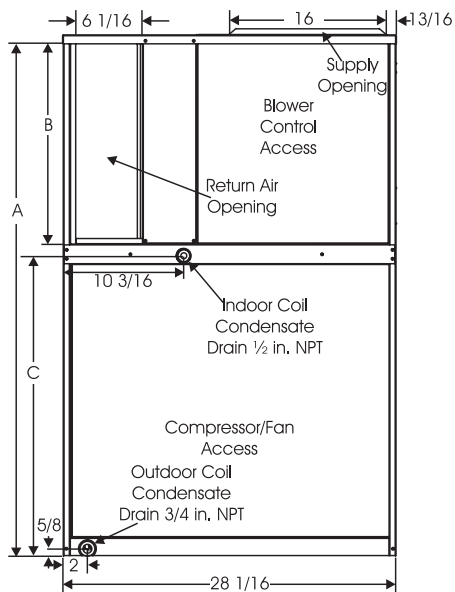 6 1/16
16
13/16
Supply
Opening
Blower
Control
Access
B
A
Return Air
Opening
10 3/16
Indoor Coil
Condensate
Drain ½ in. NPT
C
Compressor/Fan
Access
Outdoor Coil
Condensate
Drain 3/4 in. NPT
5/8
2
28 1/16